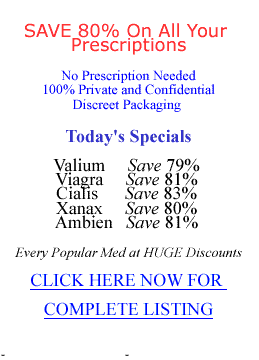 SAVE 80% On All Your
Prescriptions
No Prescription Needed
100% Private and Confidential
Discreet Packaging
Today's Specials
Valium Save 79%
Viagra Save 81%
Cialis Save 83%
Xanax Save 80%
Ambien Save 81%
Every Popular Med at HUGE Discounts
CLICK HERE NOW FOR
COMPLETE LISTING